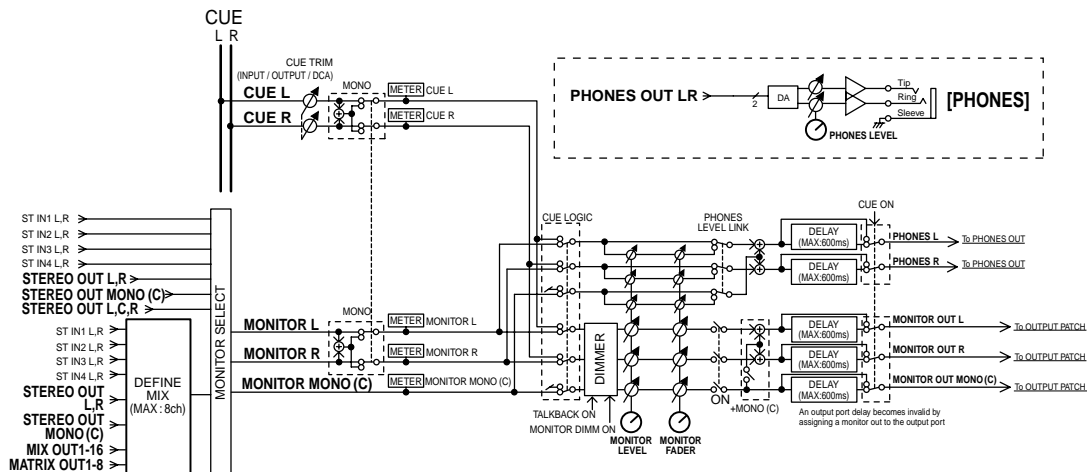 CUE
L R
CUE TRIM
(INPUT / OUTPUT / DCA)
MONO
CUE L
METER CUE L
CUE R
METER CUE R
PHONES OUT LR
2
DA
Tip
Ring
Sleeve
[PHONES]
PHONES LEVEL
ST IN1 L,R
ST IN2 L,R
ST IN3 L,R
ST IN4 L,R
STEREO OUT L,R
STEREO OUT MONO (C)
STEREO OUT L,C,R
ST IN1 L,R
ST IN2 L,R
ST IN3 L,R
ST IN4 L,R
STEREO OUT
L,R
STEREO OUT
MONO (C)
MIX OUT1-16
MATRIX OUT1-8
DEFINE
MIX
(MAX : 8ch)
MONITOR SELECT
MONO
MONITOR L
METER MONITOR L
MONITOR R
METER MONITOR R
MONITOR MONO (C)
METER MONITOR MONO (C)
CUE LOGIC
PHONES
LEVEL LINK
CUE ON
DIMMER
TALKBACK ON
MONITOR DIMM ON
MONITOR
LEVEL
MONITOR
FADER
ON
+MONO (C)
DELAY
(MAX:600ms)
PHONES L
To PHONES OUT
DELAY
(MAX:600ms)
PHONES R
To PHONES OUT
DELAY
(MAX:600ms)
MONITOR OUT L
To OUTPUT PATCH
DELAY
(MAX:600ms)
MONITOR OUT R
To OUTPUT PATCH
DELAY
(MAX:600ms)
MONITOR OUT MONO (C)
To OUTPUT PATCH
An output port delay becomes invalid by
assigning a monitor out to the output port